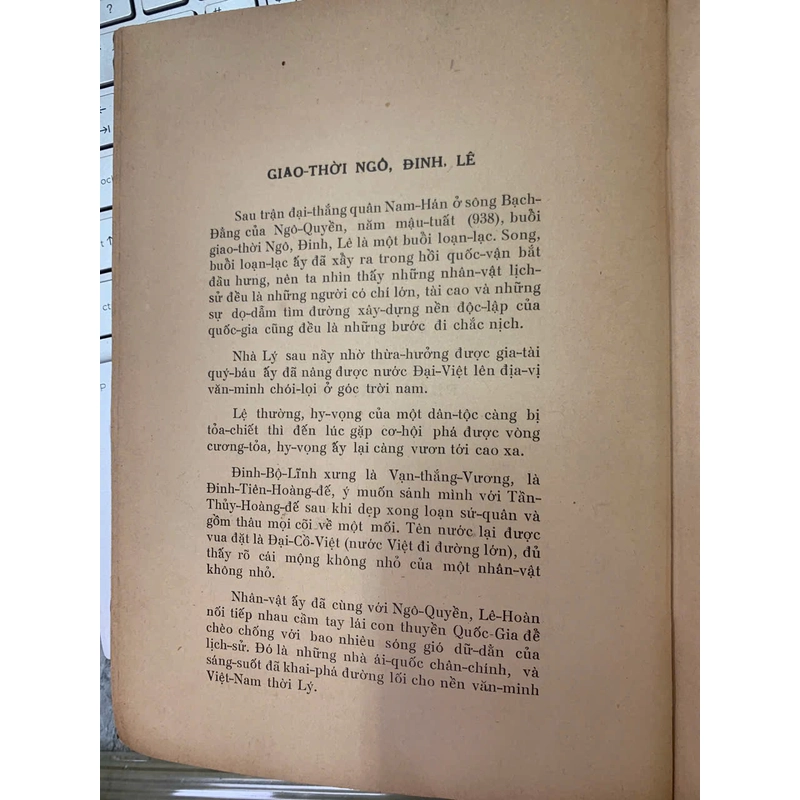 GIAO-THỜI NGÔ, ĐINH, LÊ
Sau trận đại-thắng quân Nam-Hán ở sông Bạch-
Đằng của Ngô-Quyền, năm mậu-tuất (938), buổi
giao-thời Ngô, Đinh, Lê là một buổi loạn-lạc. Song,
buổi loạn-lạc ấy đã xẩy ra trong hồi quốc-vận bắt
đầu hưng, nên ta nhìn thấy những nhân-vật lịch-
sử đều là những người có chí lớn, tài cao và những
sự dọ-dẫm tìm đường xây-dựng nền độc-lập của
quốc-gia cũng đều là những bước đi chắc nịch.
Nhà Lý sau nầy nhờ thừa-hưởng được gia-tài
quý-báu ấy đã nâng được nước Đại-Việt lên địa-vị
văn-minh chói-lọi ở góc trời nam.
Lệ thường, hy-vọng của một dân-tộc càng bị
tỏa-chiết thì đến lúc gặp cơ-hội phá được vòng
cương-tỏa, hy-vọng ấy lại càng vươn tới cao xa.
Đinh-Bộ-Lĩnh xưng là Vạn-thắng-Vương, là
Đinh-Tiên-Hoàng-đế, ý muốn sánh mình với Tần-
Thủy-Hoàng-đế sau khi dẹp xong loạn sứ-quân và
gồm thâu mọi cõi về một mối. Tên nước lại được
vua đặt là Đại-Cồ-Việt (nước Việt đi đường lớn), đủ
thấy rõ cái mộng không nhỏ của một nhân-vật
không nhỏ.
Nhân-vật ấy đã cùng với Ngô-Quyền, Lê-Hoàn
nối tiếp nhau cầm tay lái con thuyền Quốc-Gia để
chèo chống với bao nhiêu sóng gió dữ-dằn của
lịch-sử. Đó là những nhà ái-quốc chân-chính, và
sáng-suốt đã khai-phá đường lối cho nền văn-minh
Việt-Nam thời Lý.